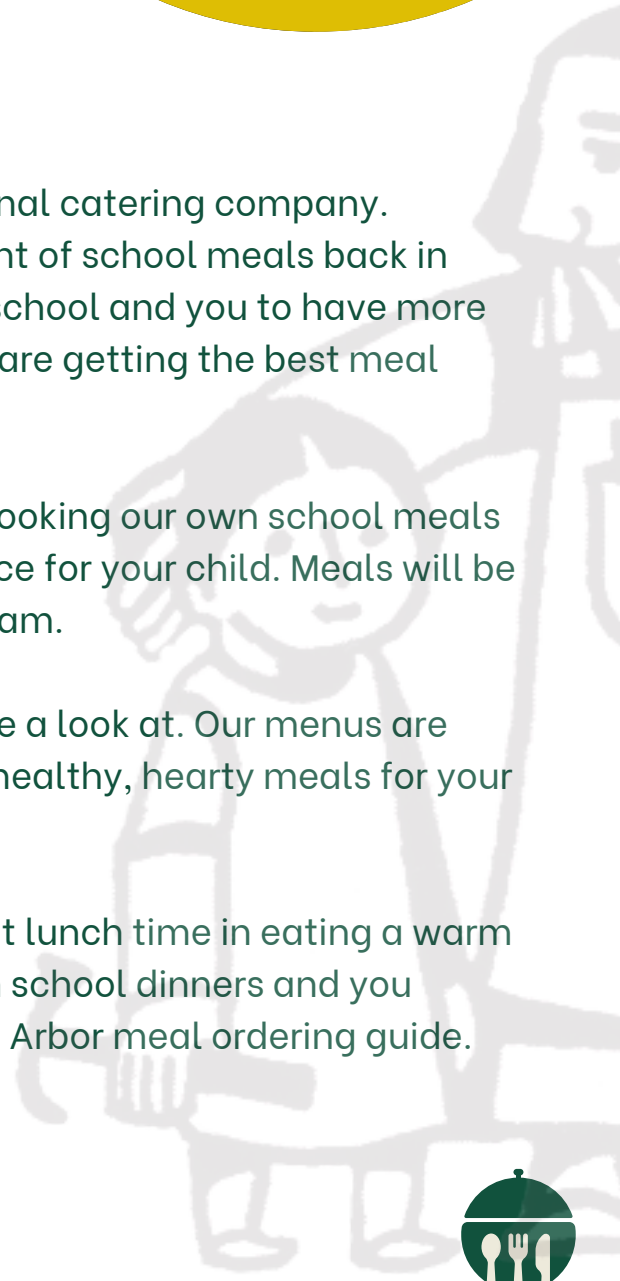 nal catering company.
nt of school meals back in
school and you to have more
are getting the best meal
ooking our own school meals
ce for your child. Meals will be
am.
e a look at. Our menus are
healthy, hearty meals for your
t lunch time in eating a warm
school dinners and you
Arbor meal ordering guide.